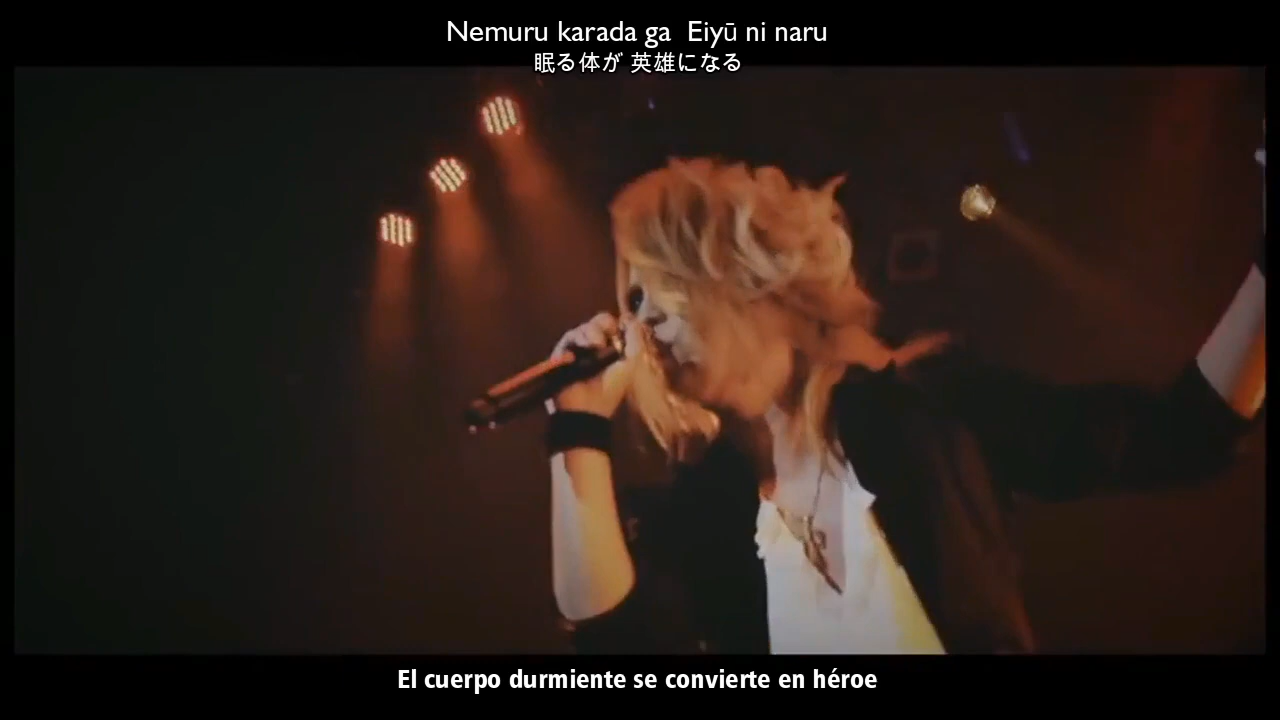 Nemuru karada ga  Eiyū ni naru
眠る体が 英雄になる
El cuerpo durmiente se convierte en héroe